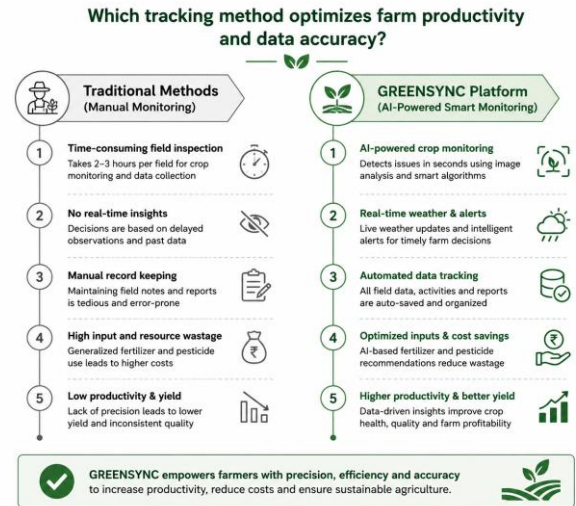 Which tracking method optimizes farm productivity
and data accuracy?
Traditional Methods
(Manual Monitoring)
1
Time-consuming field inspection
Takes 2–3 hours per field for crop
monitoring and data collection
2
No real-time insights
Decisions are based on delayed
observations and past data
3
Manual record keeping
Maintaining field notes and reports
is tedious and error-prone
4
High input and resource wastage
Generalized fertilizer and pesticide
use leads to higher costs
₹
5
Low productivity & yield
Lack of precision leads to lower
yield and inconsistent quality
GREENSYNC Platform
(AI-Powered Smart Monitoring)
1
AI-powered crop monitoring
Detects issues in seconds using image
analysis and smart algorithms
2
Real-time weather & alerts
Live weather updates and intelligent
alerts for timely farm decisions
3
Automated data tracking
All field data, activities and reports
are auto-saved and organized
4
Optimized inputs & cost savings
AI-based fertilizer and pesticide
recommendations reduce wastage
₹
5
Higher productivity & better yield
Data-driven insights improve crop
health, quality and farm profitability
GREENSYNC empowers farmers with precision, efficiency and accuracy
to increase productivity, reduce costs and ensure sustainable agriculture.